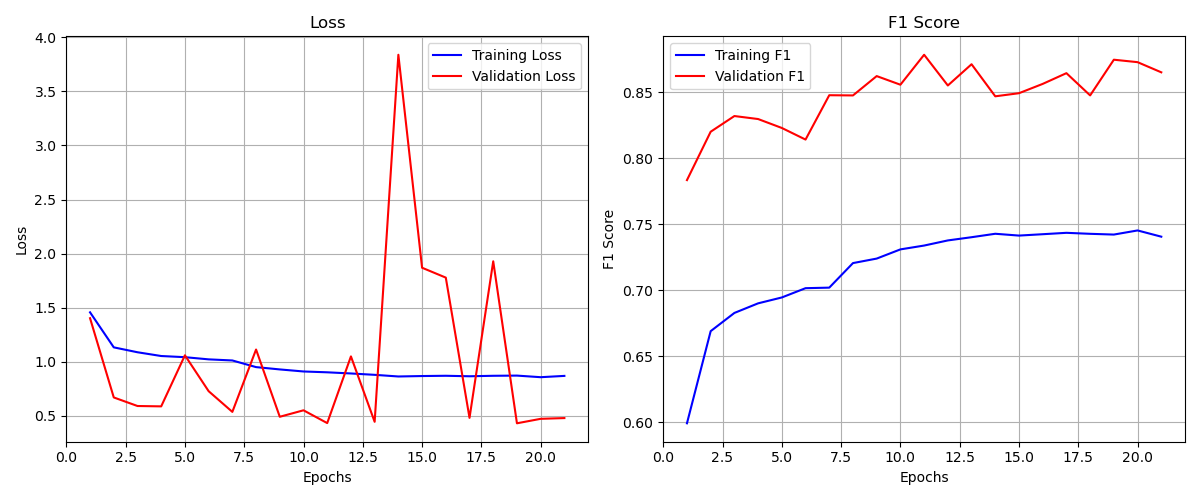 Loss
Training Loss
Validation Loss
4.0
3.5
3.0
2.5
2.0
1.5
1.0
0.5
Loss
0.0 2.5 5.0 7.5 10.0 12.5 15.0 17.5 20.0
Epochs
F1 Score
Training F1
Validation F1
0.85
0.80
0.75
0.70
0.65
0.60
F1 Score
0.0 2.5 5.0 7.5 10.0 12.5 15.0 17.5 20.0
Epochs